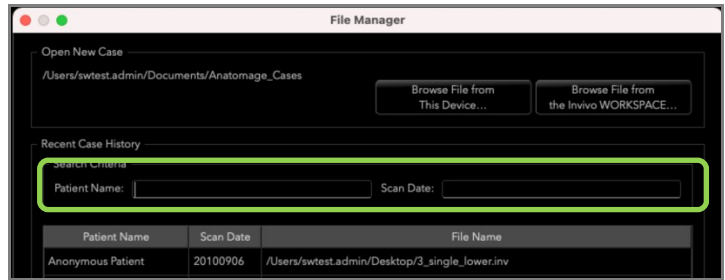 File Manager
Open New Case
/Users/swtest.admin/Documents/Anatomage_Cases
Browse File from
This Device...
Browse File from
the Invivo WORKSPACE...
Recent Case History
Search Criteria
Patient Name:
Scan Date:
Patient Name Scan Date File Name
Anonymous Patient 20100906 /Users/swtest.admin/Desktop/3_single_lower.inv